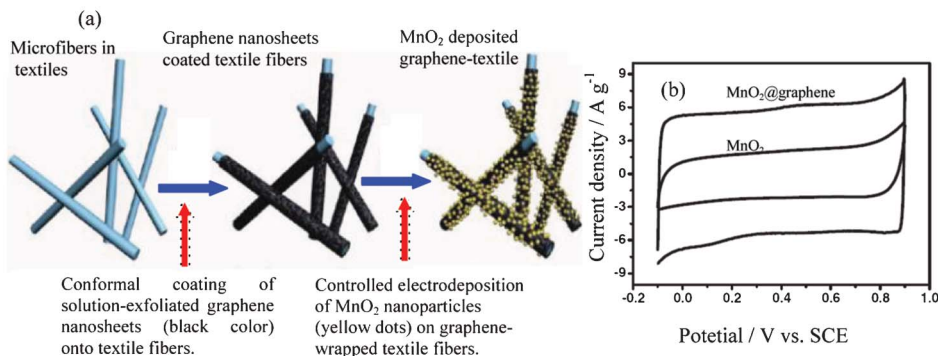 (a)
Microfibers in
textiles
Graphene nanosheets
coated textile fibers
MnO2 deposited
graphene-textile
Conformal coating of
solution-exfoliated graphene
nanosheets (black color)
onto textile fibers.
Controlled electrodeposition
of MnO2 nanoparticles
(yellow dots) on graphene-
wrapped textile fibers.
(b)
MnO2@graphene
MnO2
Current density / A g-1
9
6
3
0
-3
-6
-9
-0.2 0.0 0.2 0.4 0.6 0.8 1.0
Potetial / V vs. SCE